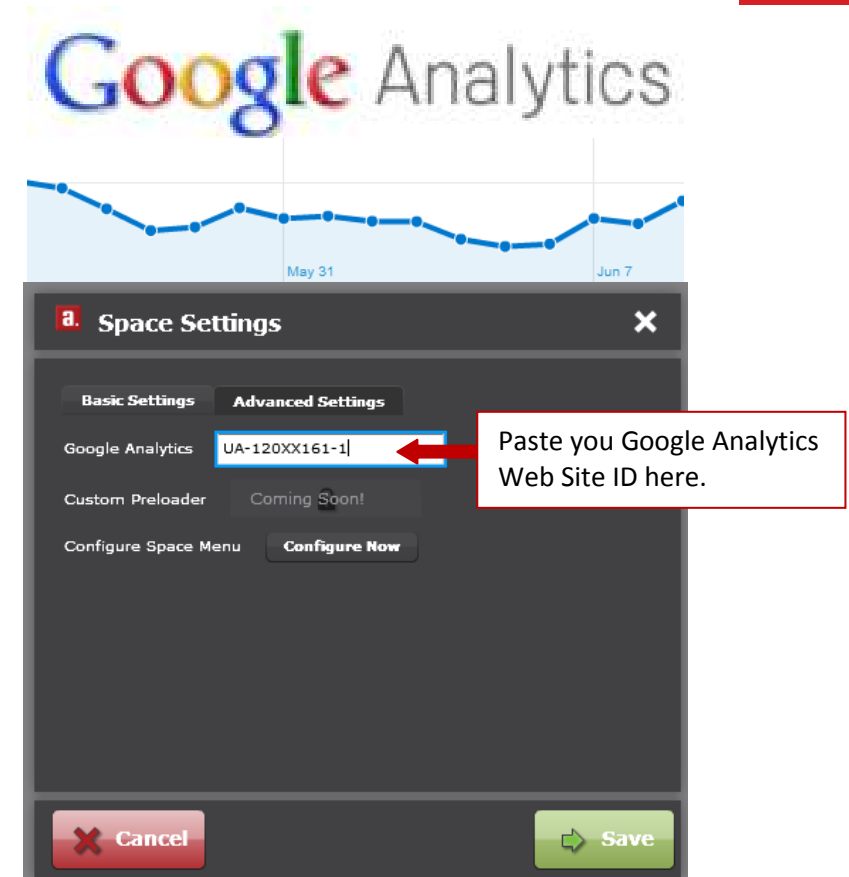 Google Analytics
May 31
Jun 7
a. Space Settings
Basic Settings Advanced Settings
Google Analytics UA-120XX161-1
Paste you Google Analytics
Web Site ID here.
Custom Preloader Coming Soon!
Configure Space Menu Configure Now
Cancel Save